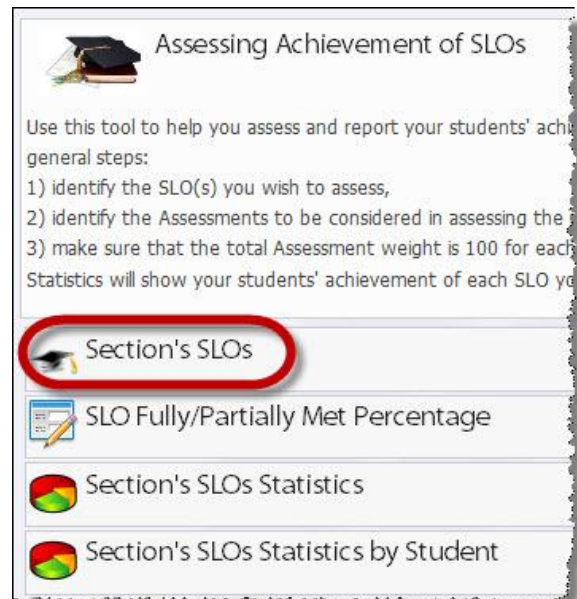 Assessing Achievement of SLOs
Use this tool to help you assess and report your students'
general steps:
1) identify the SLO(s) you wish to assess,
2) identify the Assessments to be considered in assessing the
3) make sure that the total Assessment weight is 100 for each
Statistics will show your students' achievement of each SLO
Section's SLOs
SLO Fully/Partially Met Percentage
Section's SLOs Statistics
Section's SLOs Statistics by Student